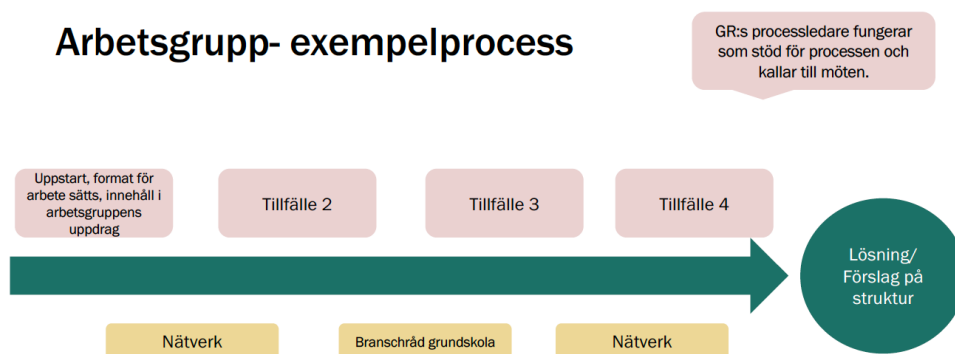 Arbetsgrupp- exempelprocess
GR:s processledare fungerar
som stöd för processen och
kallar till möten.
Uppstart, format för
arbete sätts, innehåll i
arbetsgruppens
uppdrag
Tillfälle 2
Tillfälle 3
Tillfälle 4
Lösning/
Förslag på
struktur
Nätverk
Branschråd grundskola
Nätverk